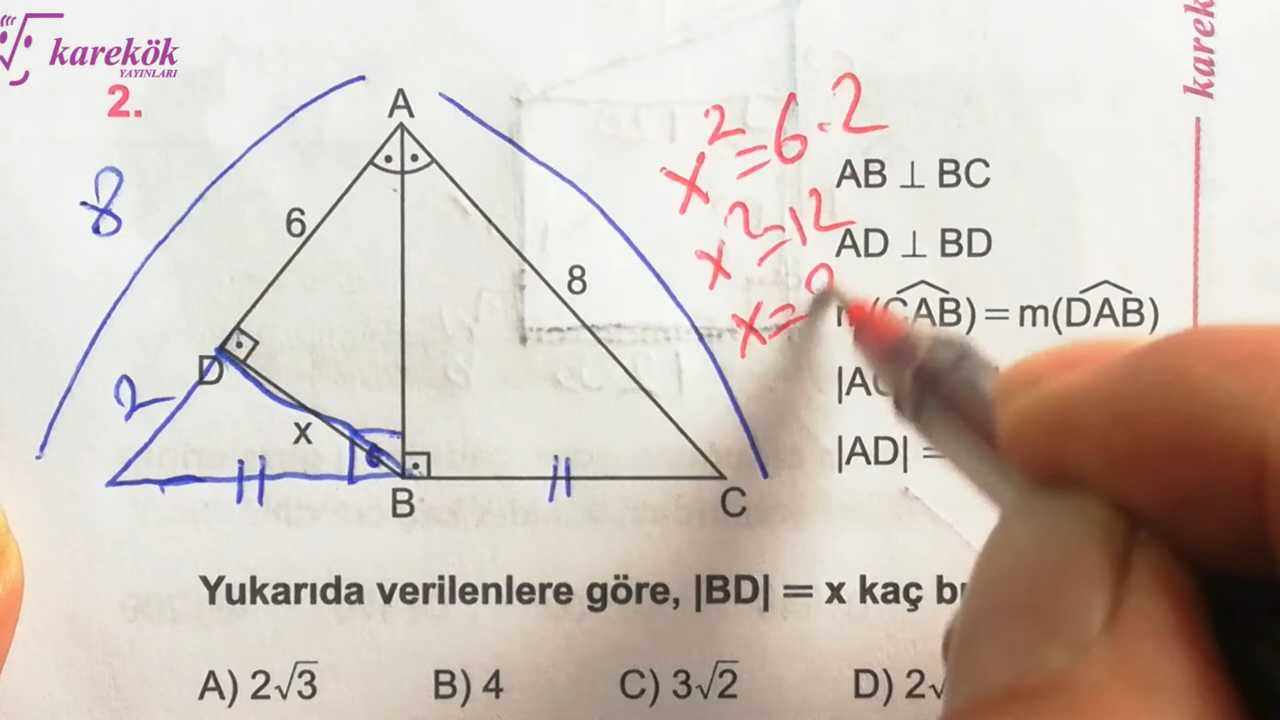 karekök
YAYINLARI
karek
2.
A
8
6
8
D
2
x
B
C
x²=6.2
x²=12
x=
AB ⊥ BC
AD ⊥ BD
m(CAB) = m(DAB)
|AD| =
Yukarıda verilenlere göre, |BD| = x kaç
A) 2√3 B) 4 C) 3√2 D) 2√